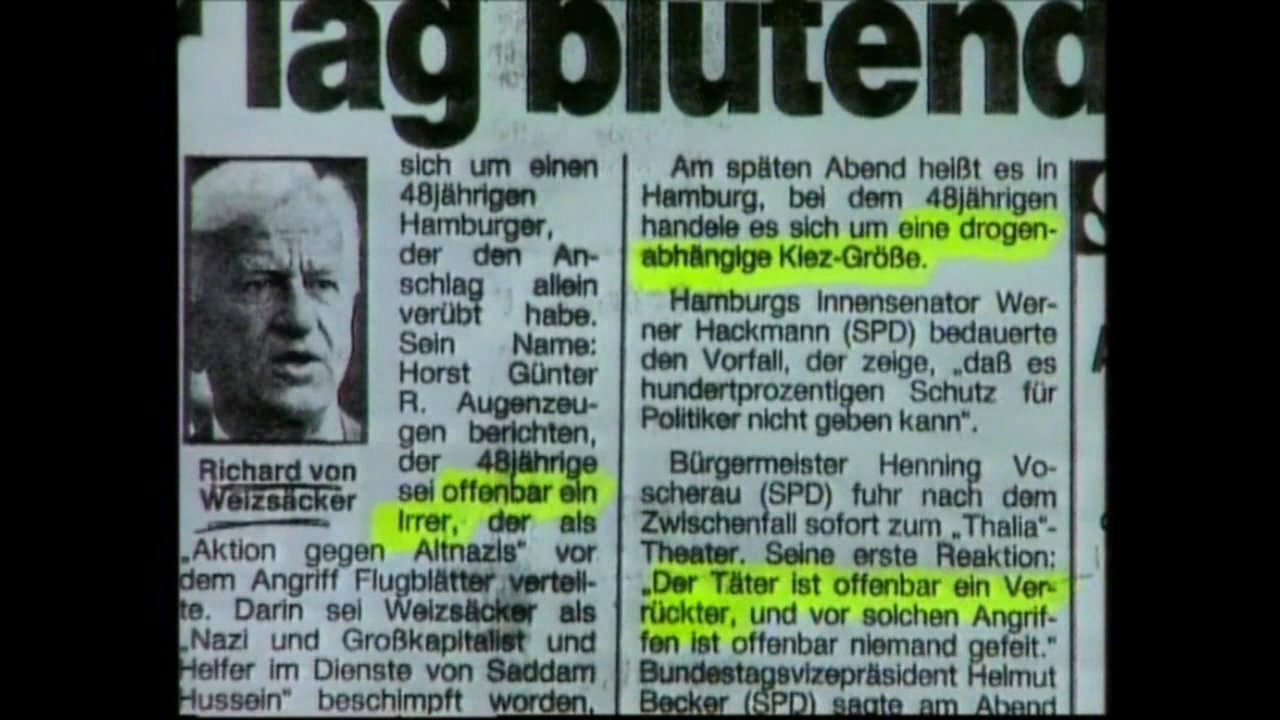 r Tag blutend
Richard von
Weizsäcker
sich um einen
48jährigen
Hamburger,
der den An-
schlag allein
verübt habe.
Sein Name:
Horst Günter
R. Augenzeu-
gen berichten,
der 48jährige
sei offenbar ein
Irrer, der als
„Aktion gegen Altnazis" vor
dem Angriff Flugblätter verteil-
te. Darin sei Weizsäcker als
„Nazi und Großkapitalist und
Helfer im Dienste von Saddam
Hussein" beschimpft worden,
Am späten Abend heißt es in
Hamburg, bei dem 48jährigen
handele es sich um eine drogen-
abhängige Kiez-Größe.
Hamburgs Innensenator Wer-
ner Hackmann (SPD) bedauerte
den Vorfall, der zeige, „daß es
hundertprozentigen Schutz für
Politiker nicht geben kann".
Bürgermeister Henning Vo-
scherau (SPD) fuhr nach dem
Zwischenfall sofort zum „Thalia"-
Theater. Seine erste Reaktion:
„Der Täter ist offenbar ein Ver-
rückter, und vor solchen Angrif-
fen ist offenbar niemand gefeit."
Bundestagsvizepräsident Helmut
Becker (SPD) sagte am Abend